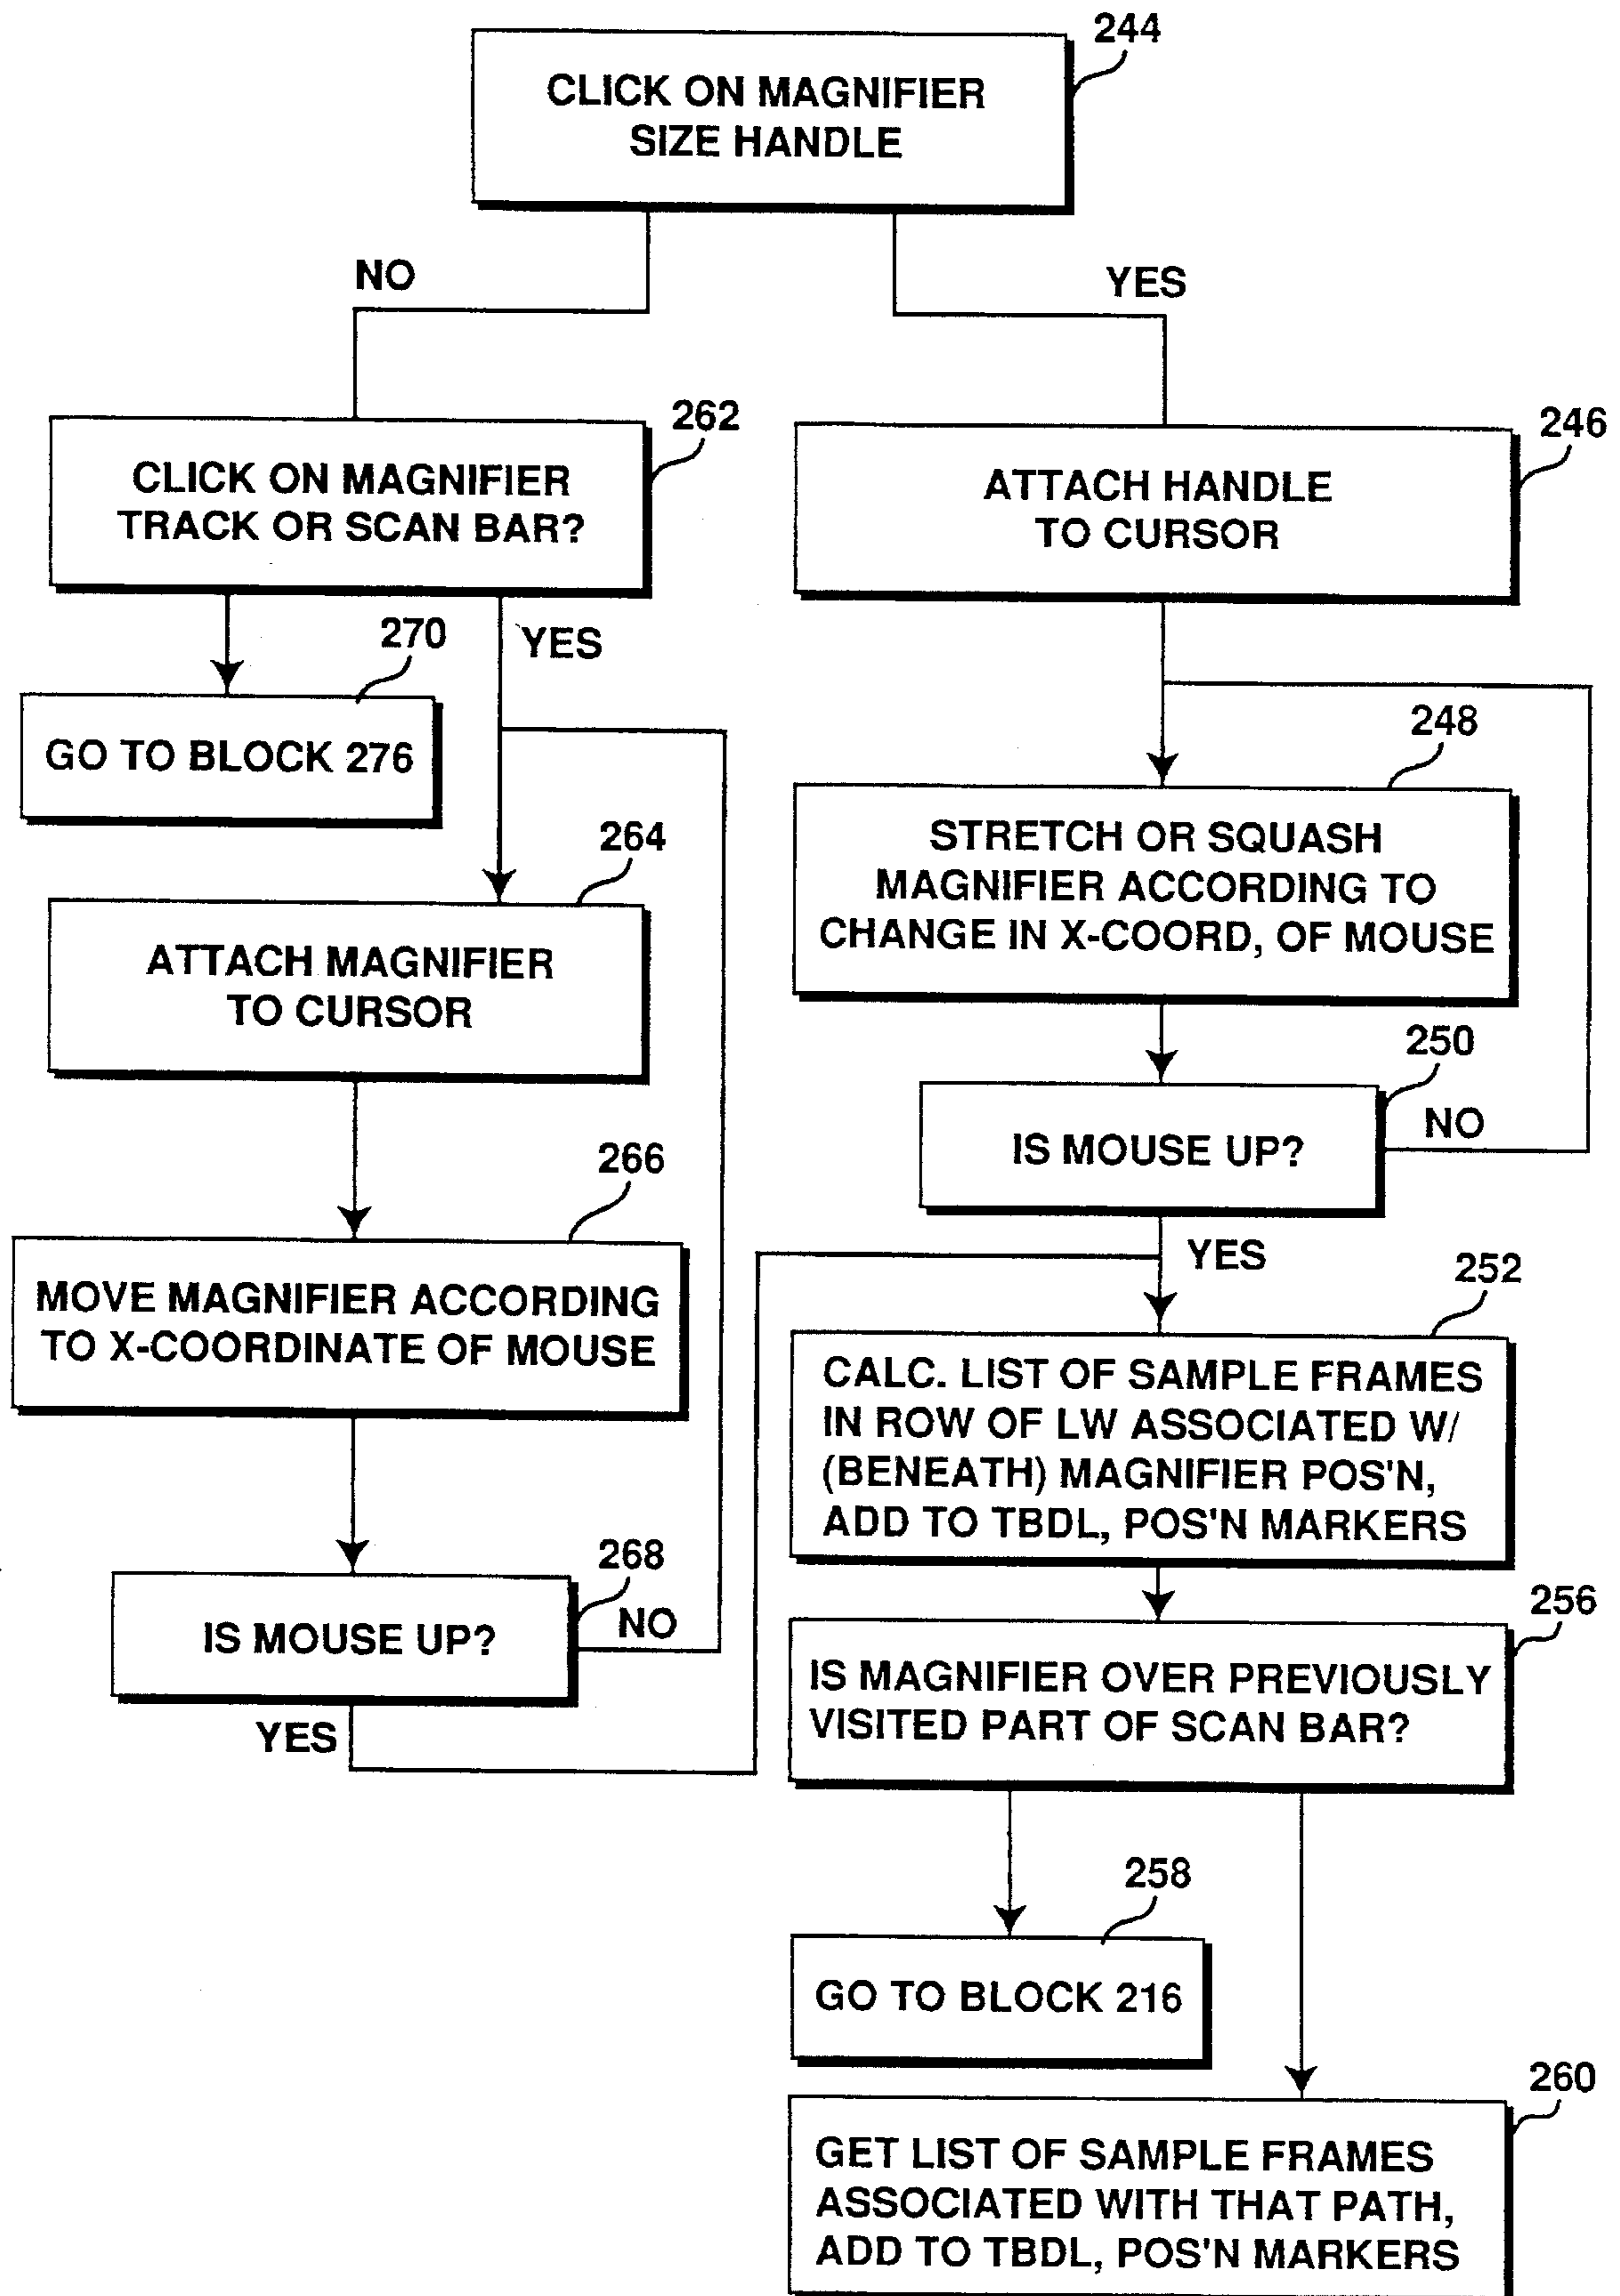 244
CLICK ON MAGNIFIER
SIZE HANDLE
NO
YES
262
CLICK ON MAGNIFIER
TRACK OR SCAN BAR?
246
ATTACH HANDLE
TO CURSOR
270
YES
GO TO BLOCK 276
248
STRETCH OR SQUASH
MAGNIFIER ACCORDING TO
CHANGE IN X-COORD, OF MOUSE
264
ATTACH MAGNIFIER
TO CURSOR
250
IS MOUSE UP?
NO
YES
266
MOVE MAGNIFIER ACCORDING
TO X-COORDINATE OF MOUSE
252
CALC. LIST OF SAMPLE FRAMES
IN ROW OF LW ASSOCIATED W/
(BENEATH) MAGNIFIER POS'N,
ADD TO TBDL, POS'N MARKERS
268
IS MOUSE UP?
NO
YES
256
IS MAGNIFIER OVER PREVIOUSLY
VISITED PART OF SCAN BAR?
258
GO TO BLOCK 216
260
GET LIST OF SAMPLE FRAMES
ASSOCIATED WITH THAT PATH,
ADD TO TBDL, POS'N MARKERS